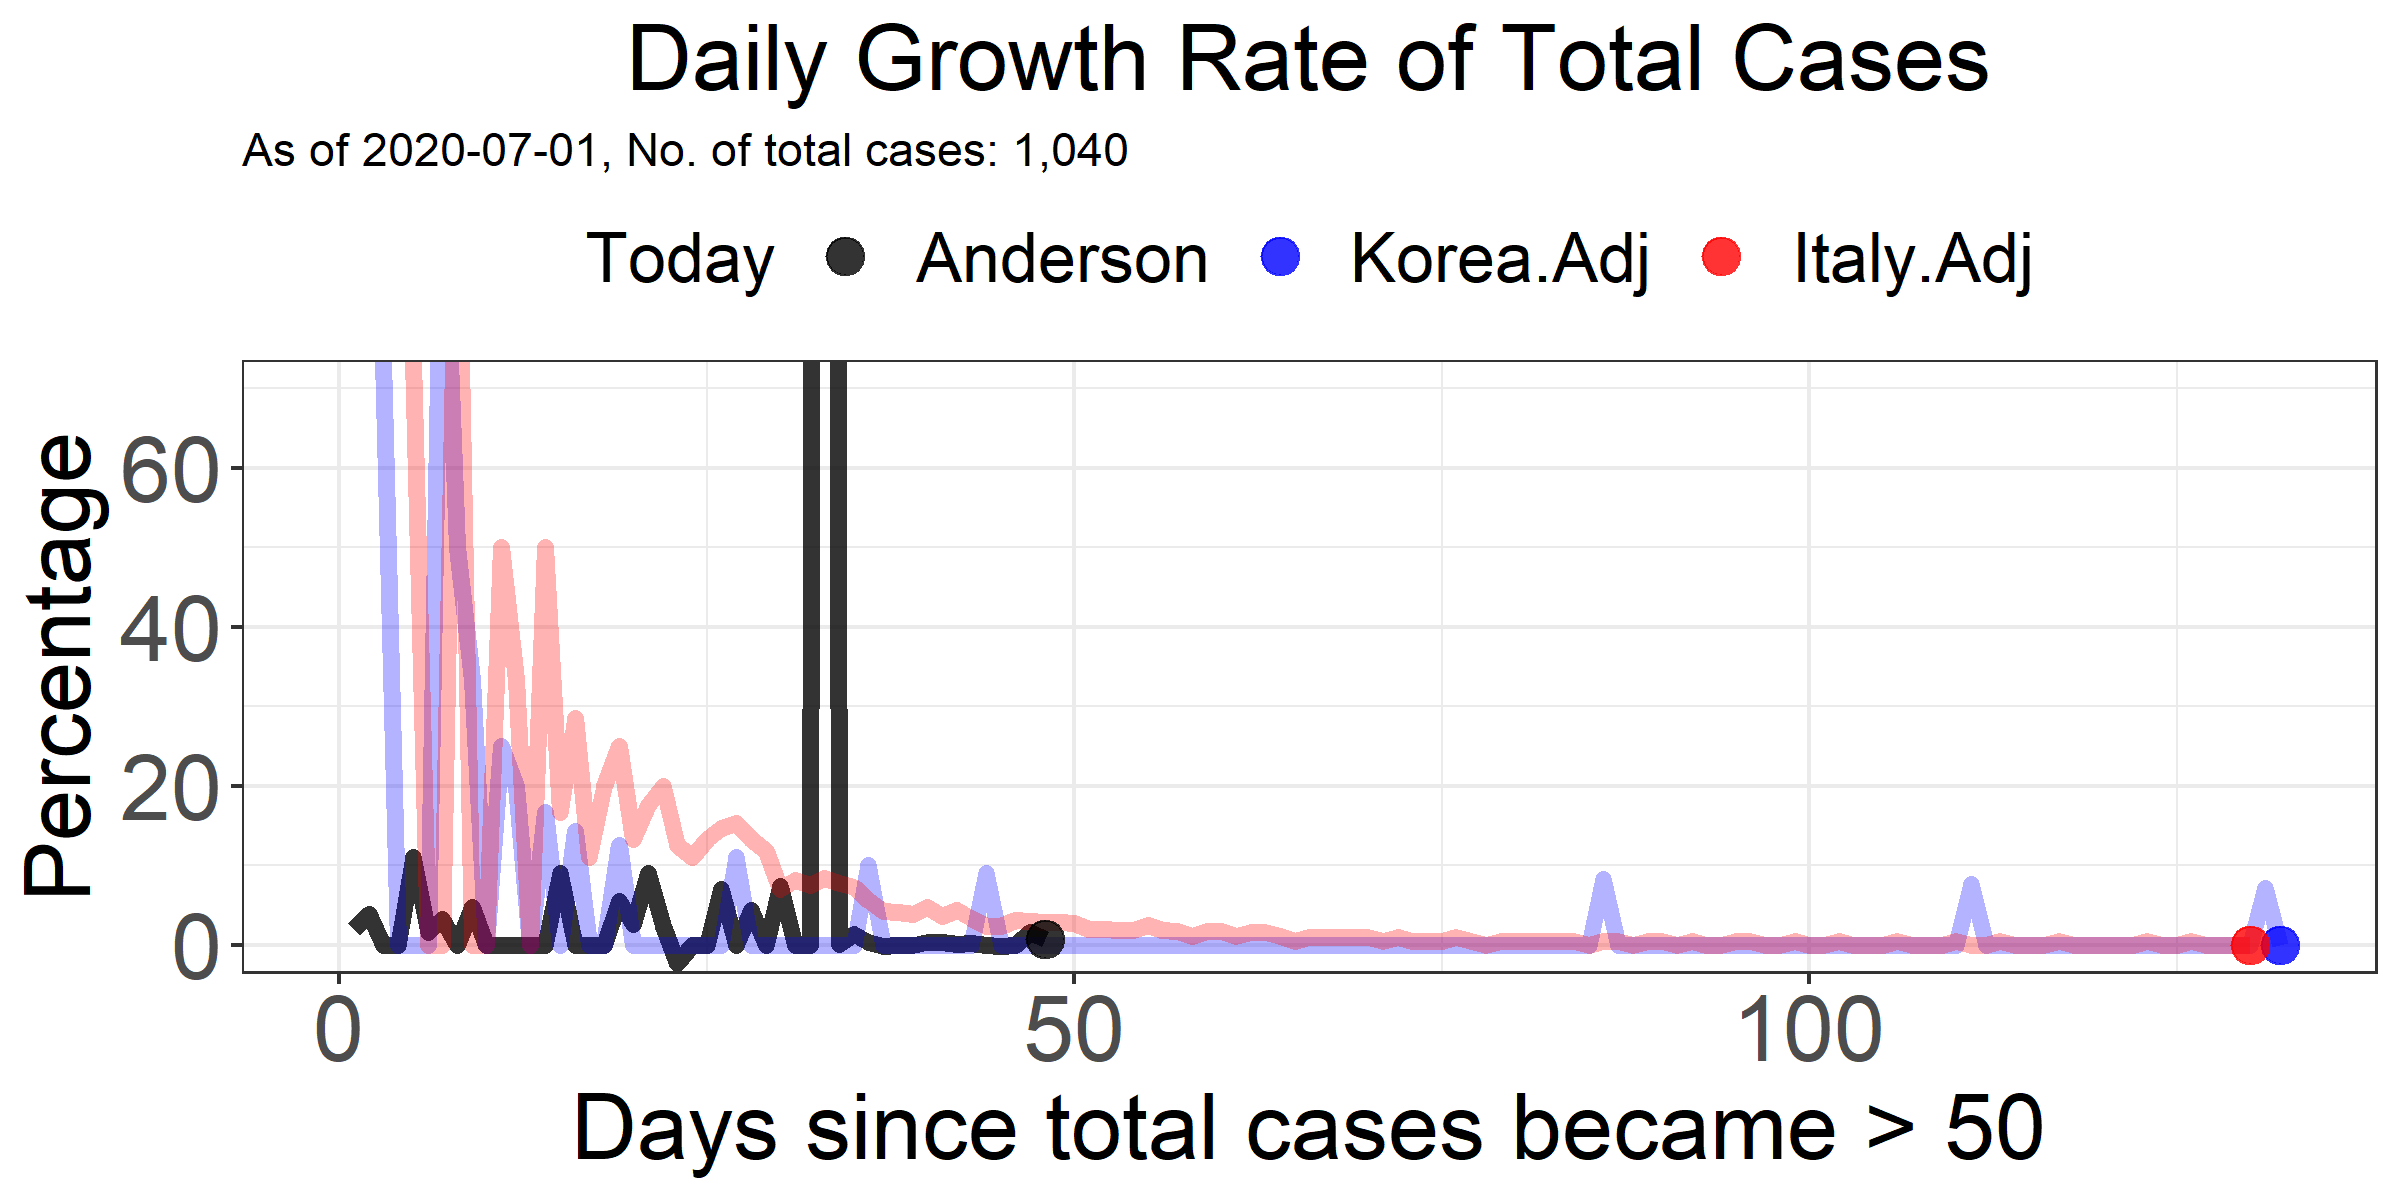 Daily Growth Rate of Total Cases
As of 2020-07-01, No. of total cases: 1,040
Today Anderson Korea.Adj Italy.Adj
Percentage
60
40
20
0
0 50 100
Days since total cases became > 50